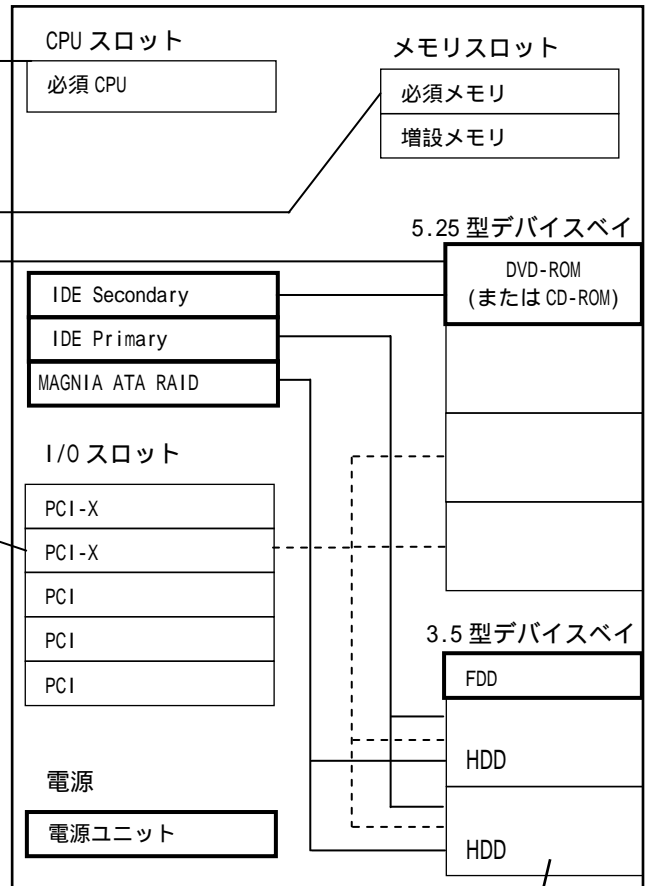 CPU スロット
必須 CPU
メモリスロット
必須メモリ
増設メモリ
5.25 型デバイスベイ
DVD-ROM
(または CD-ROM)
IDE Secondary
IDE Primary
MAGNIA ATA RAID
I/O スロット
PCI-X
PCI-X
PCI
PCI
PCI
3.5 型デバイスベイ
FDD
HDD
HDD
電源
電源ユニット